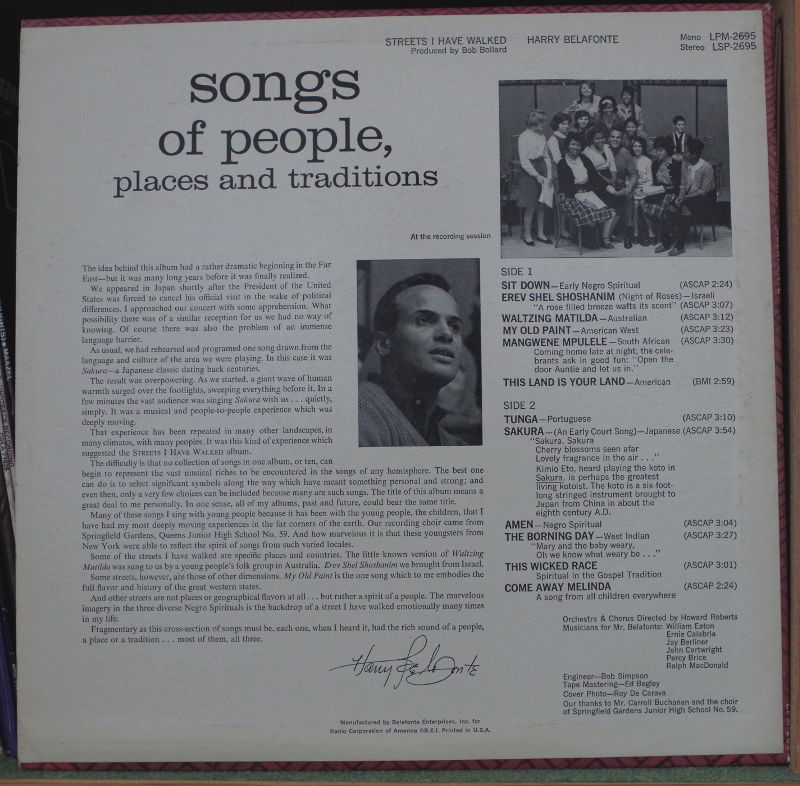 STREETS I HAVE WALKED HARRY BELAFONTE
Produced by Bob Bollard
Mono LPM-2695
Stereo LSP-2695
songs
of people,
places and traditions
At the recording session
The idea behind this album had a rather dramatic beginning in the Far
East—but it was many long years before it was finally realized.
We appeared in Japan shortly after the President of the United
States was forced to cancel his official visit in the wake of political
differences. I approached our concert with some apprehension. What
possibility there was of a similar reception for us we had no way of
knowing. Of course there was also the problem of an immense
language barrier.
As usual, we had rehearsed and programed one song drawn from the
language and culture of the area we were playing. In this case it was
Sakura—a Japanese classic dating back centuries.
The result was overpowering. As we started, a giant wave of human
warmth surged over the footlights, sweeping everything before it. In a
few minutes the vast audience was singing Sakura with us . . . quietly,
simply. It was a musical and people-to-people experience which was
deeply moving.
That experience has been repeated in many other landscapes, in
many climates, with many peoples. It was this kind of experience which
suggested the STREETS I HAVE WALKED album.
The difficulty is that no collection of songs in one album, or ten, can
begin to represent the vast musical riches to be encountered in the songs of any hemisphere. The best one
can do is to select significant symbols along the way which have meant something personal and strong; and
even then, only a very few choices can be included because many are such songs. The title of this album means a
great deal to me personally. In one sense, all of my albums, past and future, could bear the same title.
Many of these songs I sing with young people because it has been with the young people, the children, that I
have had my most deeply moving experiences in the far corners of the earth. Our recording choir came from
Springfield Gardens, Queens Junior High School No. 59. And how marvelous it is that these youngsters from
New York were able to reflect the spirit of songs from such varied locales.
Some of the streets I have walked are specific places and countries. The little known version of Waltzing
Matilda was sung to us by a young people's folk group in Australia. Erev Shel Shoshanim we brought from Israel.
Some streets, however, are those of other dimensions. My Old Paint is the one song which to me embodies the
full flavor and history of the great western states.
And other streets are not places or geographical flavors at all . . . but rather a spirit of a people. The marvelous
imagery in the three diverse Negro Spirituals is the backdrop of a street I have walked emotionally many times
in my life.
Fragmentary as this cross-section of songs must be, each one, when I heard it, had the rich sound of a people,
a place or a tradition . . . most of them, all three.
Harry Belafonte
Manufactured by Belafonte Enterprises, Inc. for
Radio Corporation of America ©B.E.I. Printed in U.S.A.
SIDE 1
SIT DOWN—Early Negro Spiritual (ASCAP 2:24)
EREV SHEL SHOSHANIM (Night of Roses)—Israeli
"A rose filled breeze wafts its scent" (ASCAP 3:07)
WALTZING MATILDA—Australian (ASCAP 3:12)
MY OLD PAINT—American West (ASCAP 3:23)
MANGWENE MPULELE—South African (ASCAP 3:30)
Coming home late at night, the cele-
brants ask in good fun: "Open the
door Auntie and let us in."
THIS LAND IS YOUR LAND—American (BMI 2:59)
SIDE 2
TUNGA—Portuguese (ASCAP 3:10)
SAKURA—(An Early Court Song)—Japanese (ASCAP 3:54)
"Sakura, Sakura
Cherry blossoms seen afar
Lovely fragrance in the air . . ."
Kimio Eto, heard playing the koto in
Sakura, is perhaps the greatest
living kotoist. The koto is a six-foot-
long stringed instrument brought to
Japan from China in about the
eighth century A.D.
AMEN—Negro Spiritual (ASCAP 3:04)
THE BORNING DAY—West Indian (ASCAP 3:27)
"Mary and the baby weary,
Oh we know what weary be . . ."
THIS WICKED RACE (ASCAP 3:01)
Spiritual in the Gospel Tradition
COME AWAY MELINDA (ASCAP 2:24)
A song from all children everywhere
Orchestra & Chorus Directed by Howard Roberts
Musicians for Mr. Belafonte: William Eaton
Ernie Calabria
Jay Berliner
John Cartwright
Percy Brice
Ralph MacDonald
Engineer—Bob Simpson
Tape Mastering—Ed Begley
Cover Photo—Roy De Carava
Our thanks to Mr. Carroll Buchanan and the choir
of Springfield Gardens Junior High School No. 59.